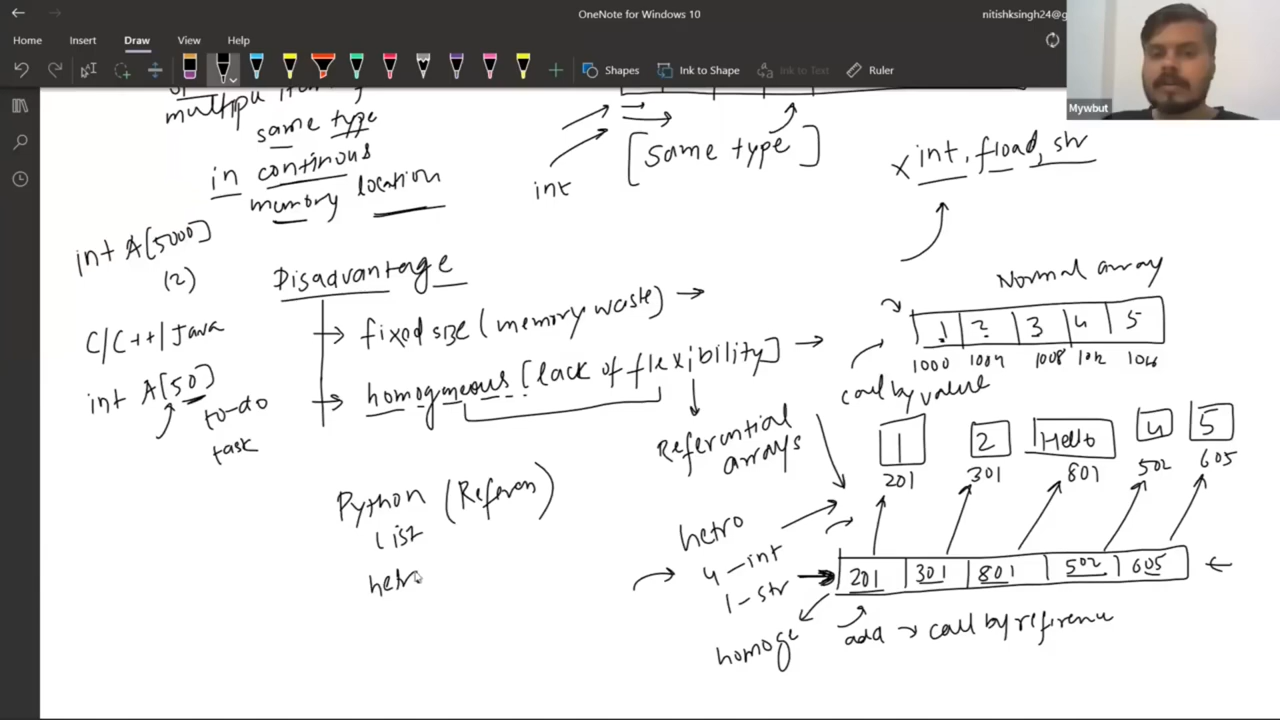 OneNote for Windows 10
nitishksingh24@g
Home Insert Draw View Help
Shapes Ink to Shape Ink to Text Ruler
Mywbut
same type
in continous
memory location
int
[same type]
x int, fload, str
int A[5000]
(2)
C/C++/Java
int A[50]
to-do
task
Disadvantage
→ fixed size (memory waste) →
→ homogeneous [lack of flexibility] →
Referential
arrays
Normal array
1 2 3 4 5
1000 1004 1008 1012 1016
call by value
1 2 Hello 4 5
201 301 801 502 605
Python (Referen)
list
hetro
hetro
4-int
1-str
homoge
201 301 801 502 605
add → call by reference